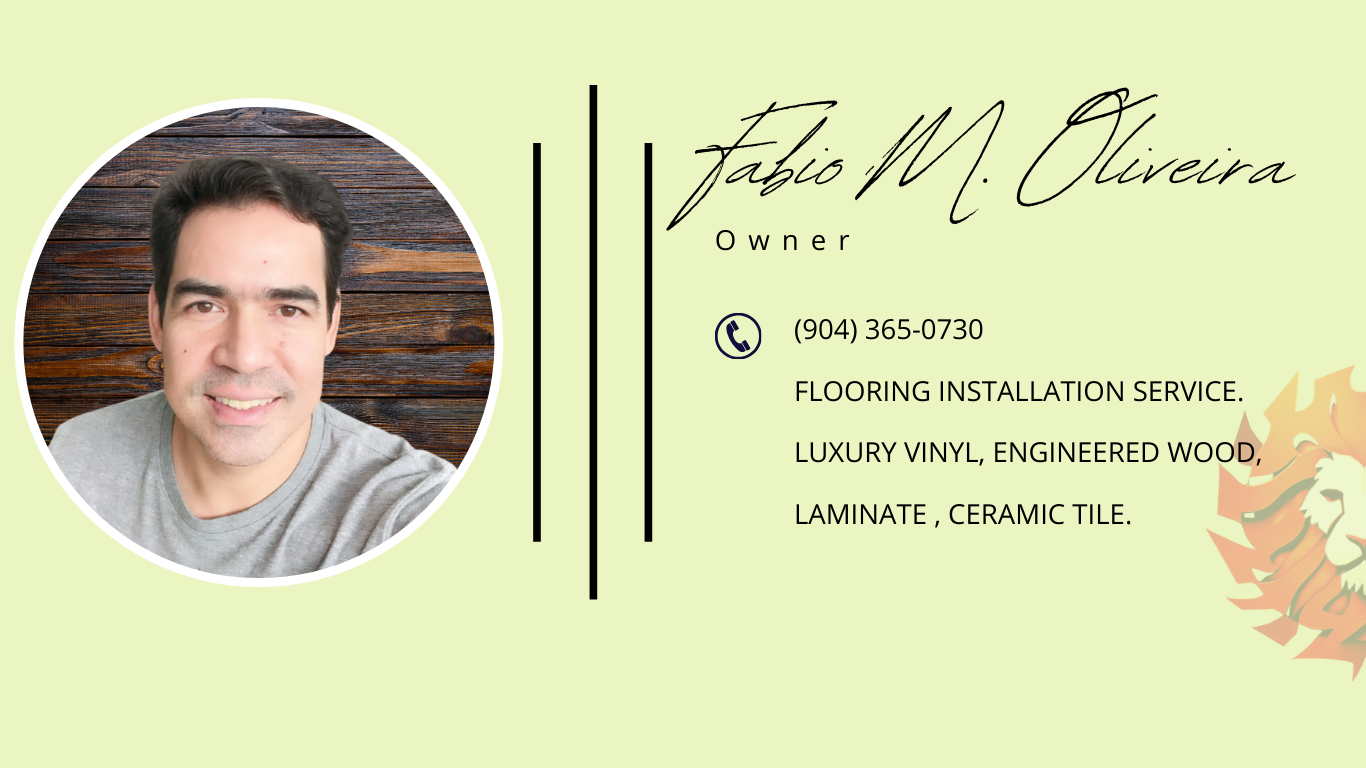 Fabio M. Oliveira
Owner
(904) 365-0730
FLOORING INSTALLATION SERVICE.
LUXURY VINYL, ENGINEERED WOOD,
LAMINATE , CERAMIC TILE.